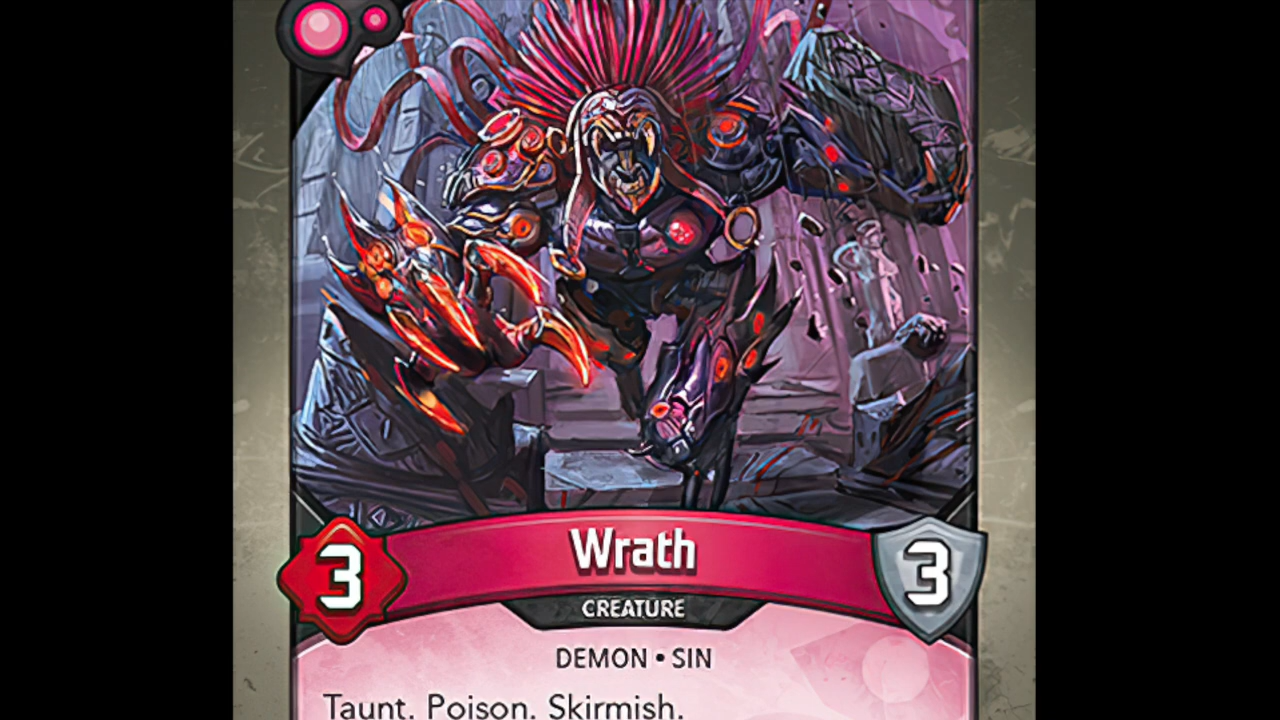 Wrath
3
3
CREATURE
DEMON • SIN
Taunt. Poison. Skirmish.